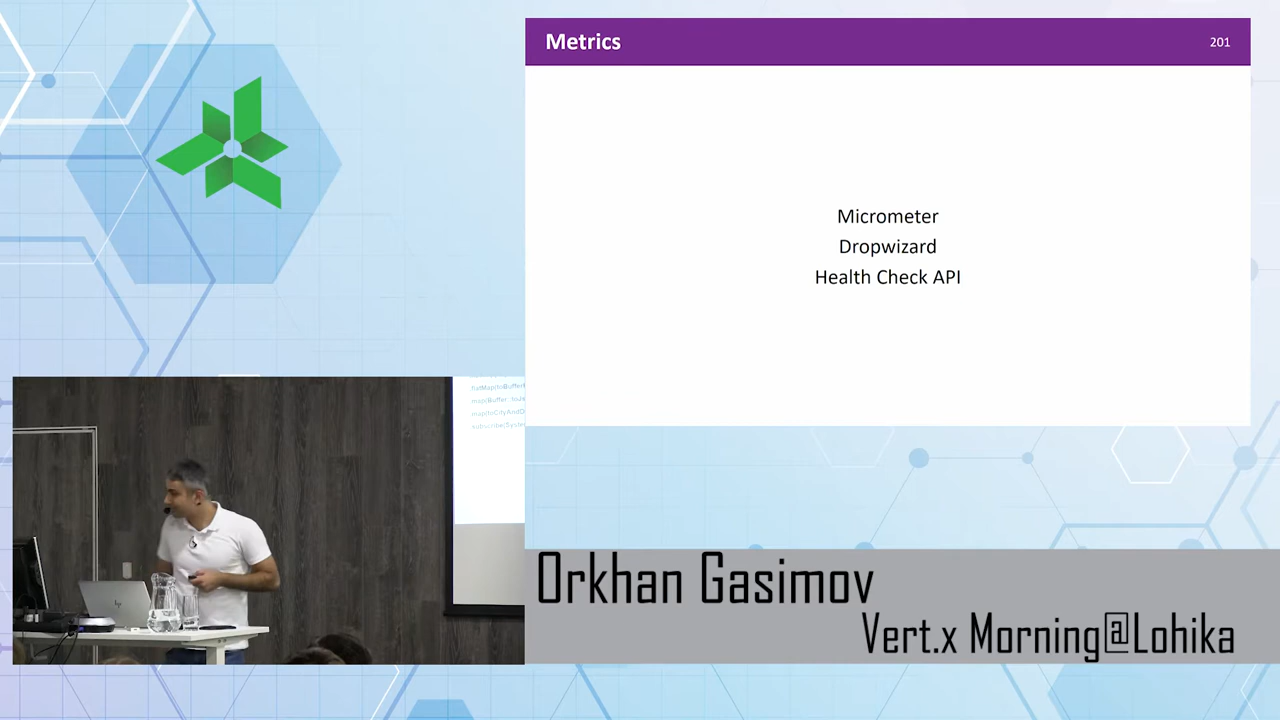 Metrics
201
Micrometer
Dropwizard
Health Check API
Orkhan Gasimov
Vert.x Morning@Lohika